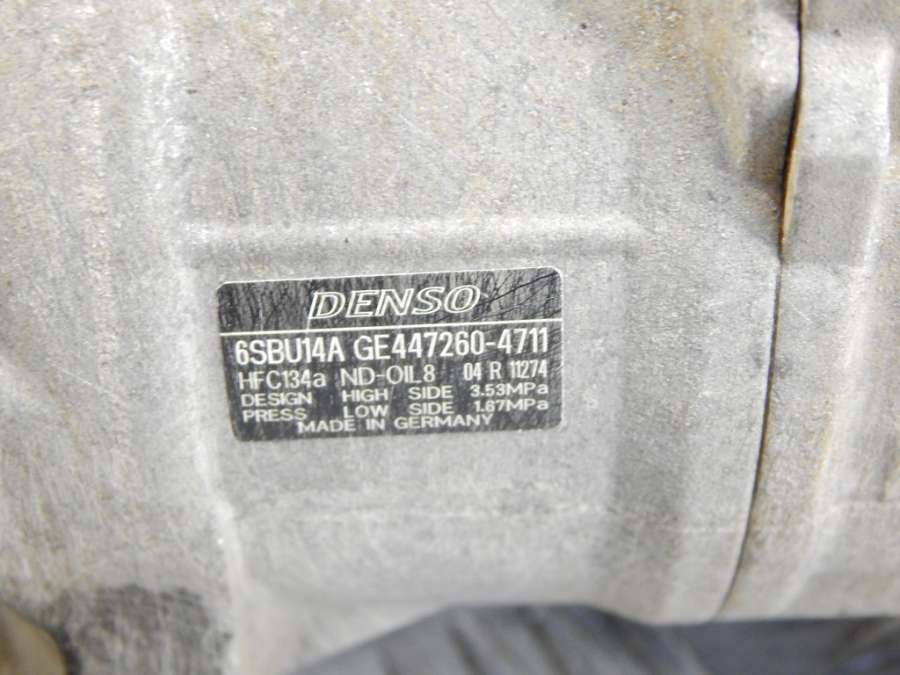 DENSO
6SBU14A GE447260-4711
HFC134a ND-OIL8 04 R 11274
DESIGN HIGH SIDE 3.53MPa
PRESS LOW SIDE 1.67MPa
MADE IN GERMANY